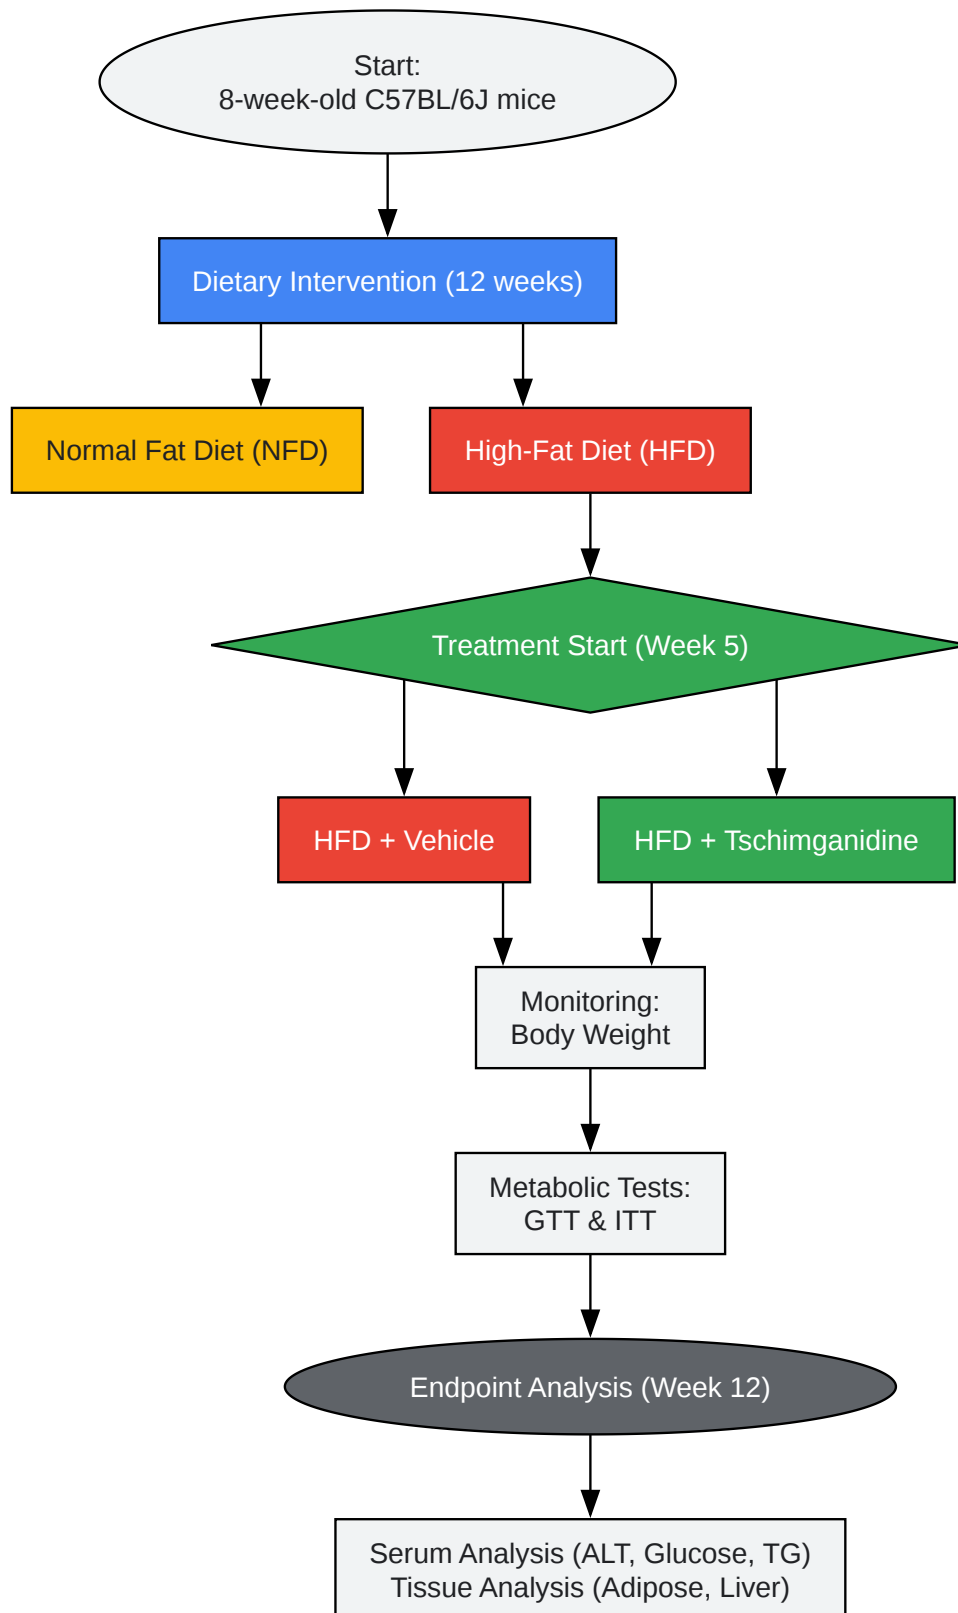 Start:
8-week-old C57BL/6J mice
Dietary Intervention (12 weeks)
Normal Fat Diet (NFD)
High-Fat Diet (HFD)
Treatment Start (Week 5)
HFD + Vehicle
HFD + Tschimganidine
Monitoring:
Body Weight
Metabolic Tests:
GTT & ITT
Endpoint Analysis (Week 12)
Serum Analysis (ALT, Glucose, TG)
Tissue Analysis (Adipose, Liver)